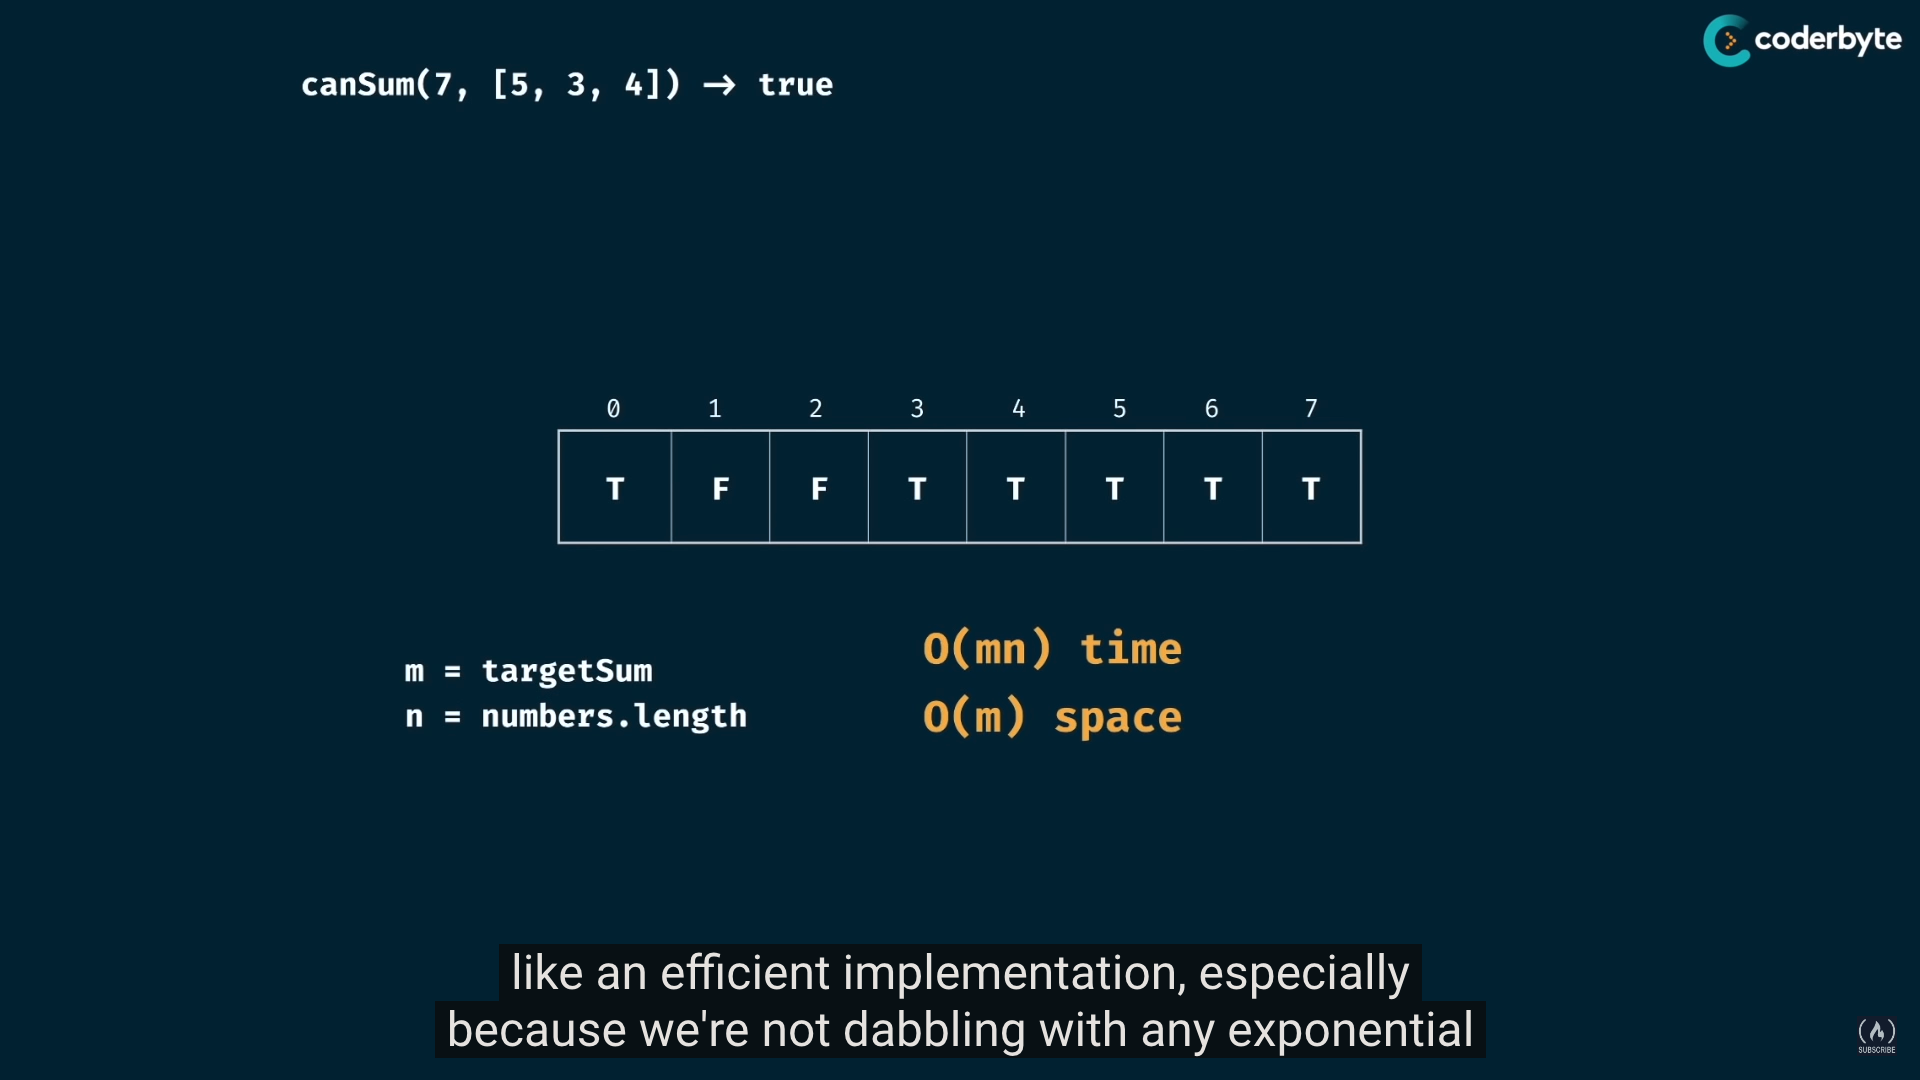 coderbyte
canSum(7, [5, 3, 4]) → true
0 1 2 3 4 5 6 7
T F F T T T T T
m = targetSum
n = numbers.length
O(mn) time
O(m) space
like an efficient implementation, especially
because we're not dabbling with any exponential
SUBSCRIBE